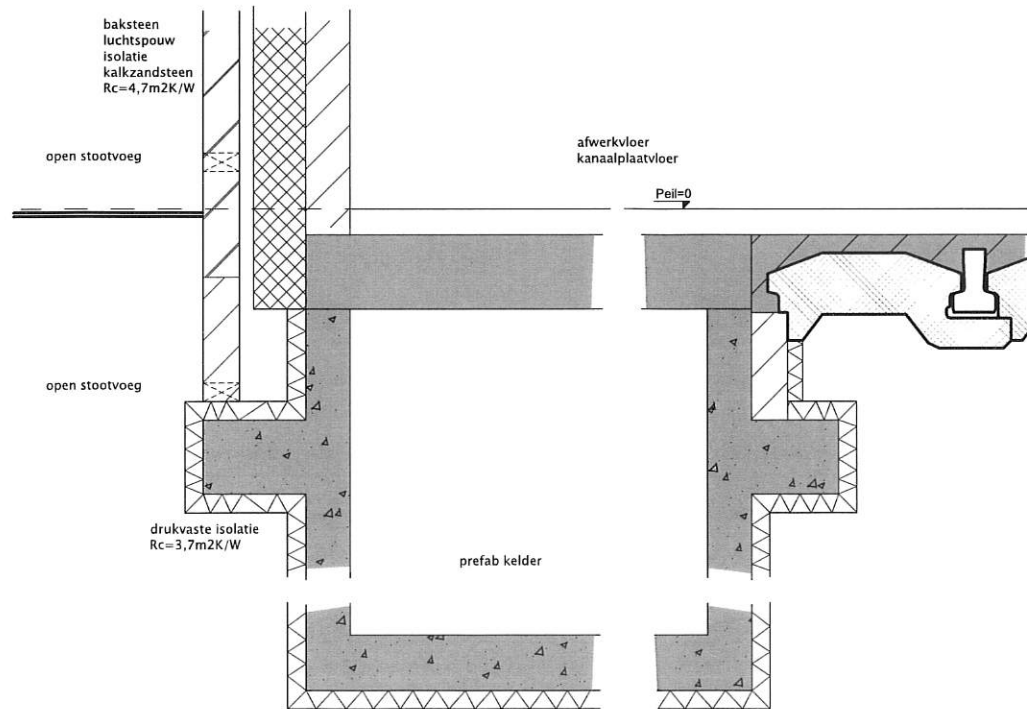 baksteen
luchtspouw
isolatie
kalkzandsteen
Rc=4,7m2K/W
open stootvoeg
afwerkvloer
kanaalplaatvloer
Peil=0
open stootvoeg
drukvaste isolatie
Rc=3,7m2K/W
prefab kelder